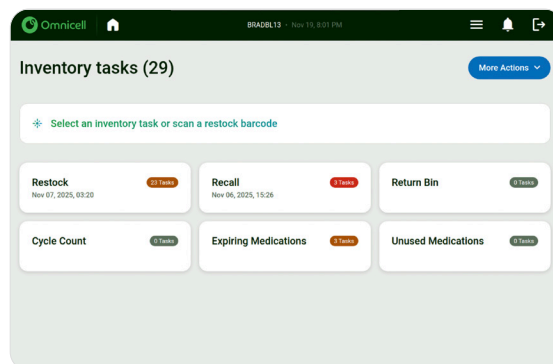 Omnicell
BRADBL13 · Nov 19, 8:01 PM
Inventory tasks (29)
More Actions
Select an inventory task or scan a restock barcode
Restock
23 Tasks
Nov 07, 2025, 03:20
Recall
3 Tasks
Nov 06, 2025, 15:26
Return Bin
0 Tasks
Cycle Count
0 Tasks
Expiring Medications
3 Tasks
Unused Medications
0 Tasks